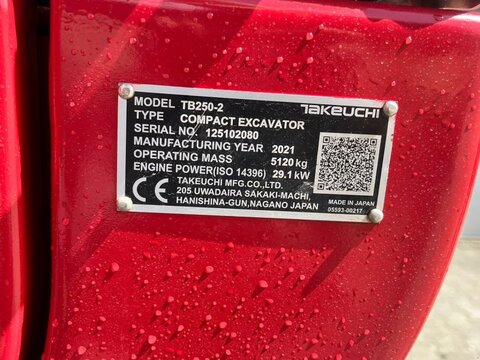 MODEL TB250-2 TAKEUCHI
TYPE COMPACT EXCAVATOR
SERIAL NO. 125102080
MANUFACTURING YEAR 2021
OPERATING MASS 5120kg
ENGINE POWER(ISO 14396) 29.1 kW
CE TAKEUCHI MFG.CO.,LTD.
205 UWADAIRA SAKAKI-MACHI,
HANISHINA-GUN,NAGANO JAPAN
MADE IN JAPAN
05593-00217